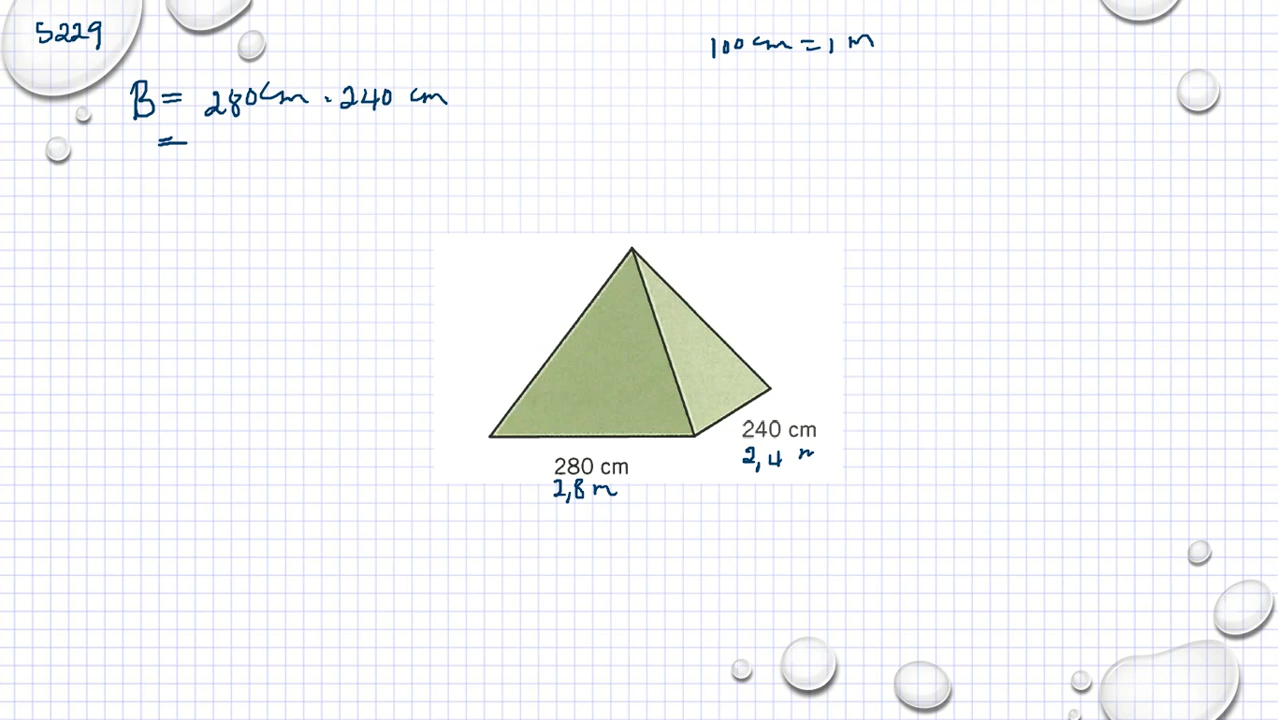 5229
100 cm = 1 m
B = 280 cm · 240 cm
=
240 cm
2,4 m
280 cm
2,8 m